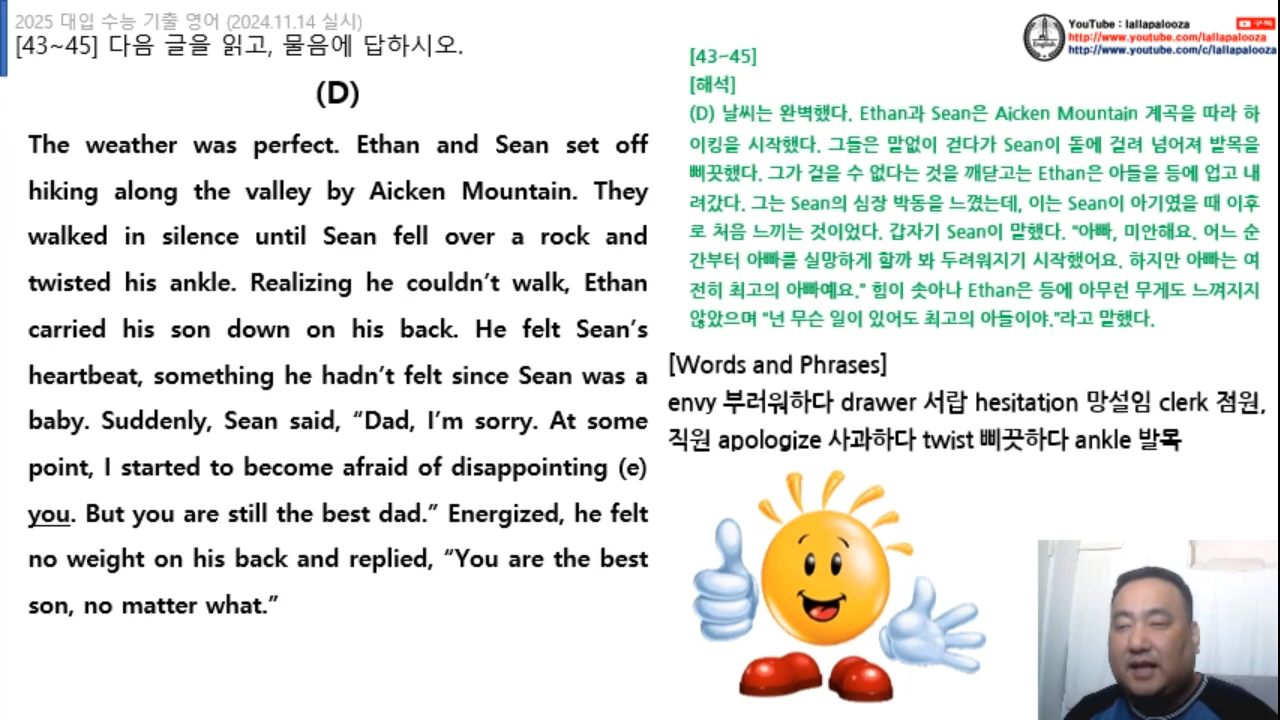 2025 대입 수능 기출 영어 (2024.11.14 실시)
[43~45] 다음 글을 읽고, 물음에 답하시오.
(D)
The weather was perfect. Ethan and Sean set off
hiking along the valley by Aicken Mountain. They
walked in silence until Sean fell over a rock and
twisted his ankle. Realizing he couldn’t walk, Ethan
carried his son down on his back. He felt Sean’s
heartbeat, something he hadn’t felt since Sean was a
baby. Suddenly, Sean said, “Dad, I’m sorry. At some
point, I started to become afraid of disappointing (e)
you. But you are still the best dad.” Energized, he felt
no weight on his back and replied, “You are the best
son, no matter what.”
YouTube : lallapalooza
구독
http://www.youtube.com/lallapalooza
http://www.youtube.com/c/lallapalooza
English
[43~45]
[해석]
(D) 날씨는 완벽했다. Ethan과 Sean은 Aicken Mountain 계곡을 따라 하
이킹을 시작했다. 그들은 말없이 걷다가 Sean이 돌에 걸려 넘어져 발목을
삐끗했다. 그가 걸을 수 없다는 것을 깨닫고는 Ethan은 아들을 등에 업고 내
려갔다. 그는 Sean의 심장 박동을 느꼈는데, 이는 Sean이 아기였을 때 이후
로 처음 느끼는 것이었다. 갑자기 Sean이 말했다. “아빠, 미안해요. 어느 순
간부터 아빠를 실망하게 할까 봐 두려워지기 시작했어요. 하지만 아빠는 여
전히 최고의 아빠예요.” 힘이 솟아나 Ethan은 등에 아무런 무게도 느껴지지
않았으며 “넌 무슨 일이 있어도 최고의 아들이야.”라고 말했다.
[Words and Phrases]
envy 부러워하다 drawer 서랍 hesitation 망설임 clerk 점원,
직원 apologize 사과하다 twist 삐끗하다 ankle 발목